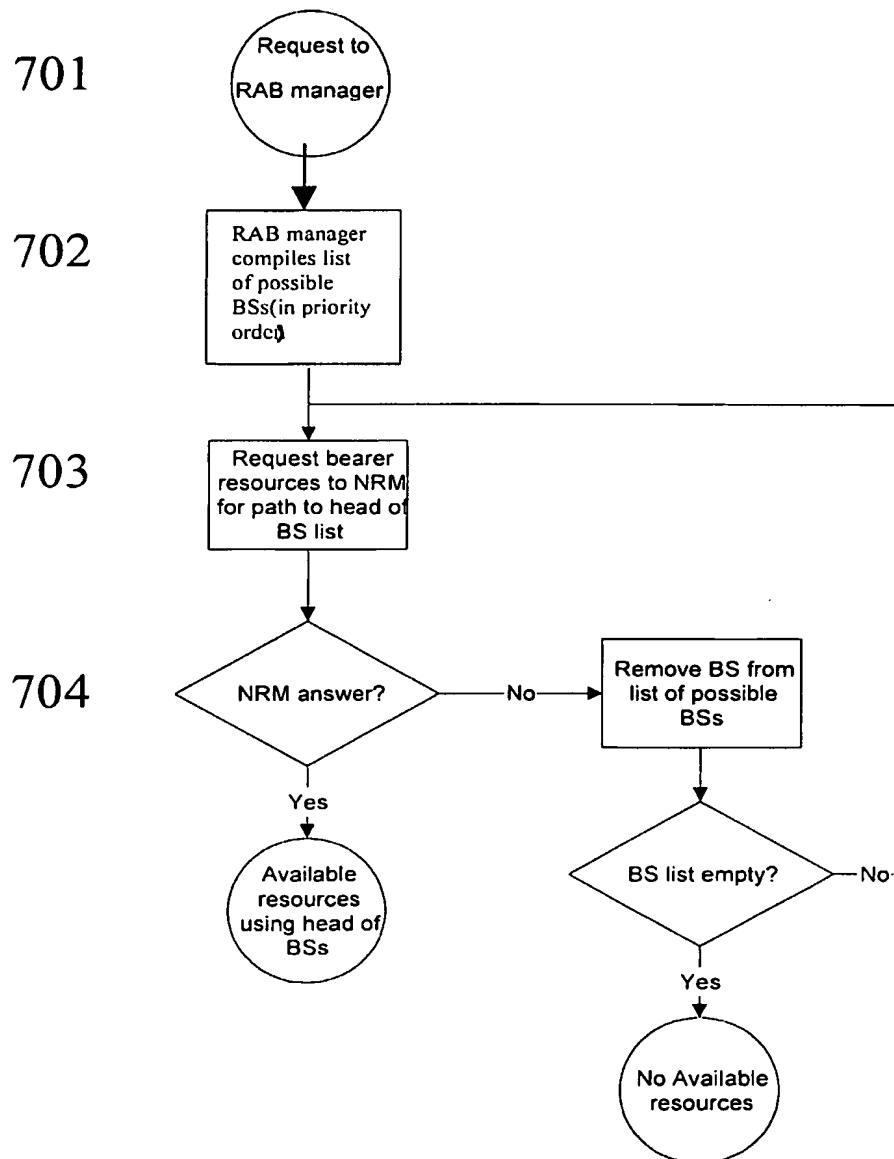 701
Request to
RAB manager
702
RAB manager
compiles list
of possible
BSs(in priority
order)
703
Request bearer
resources to NRM
for path to head of
BS list
704
NRM answer?
No
Remove BS from
list of possible
BSs
Yes
Available
resources
using head of
BSs
BS list empty?
No
Yes
No Available
resources